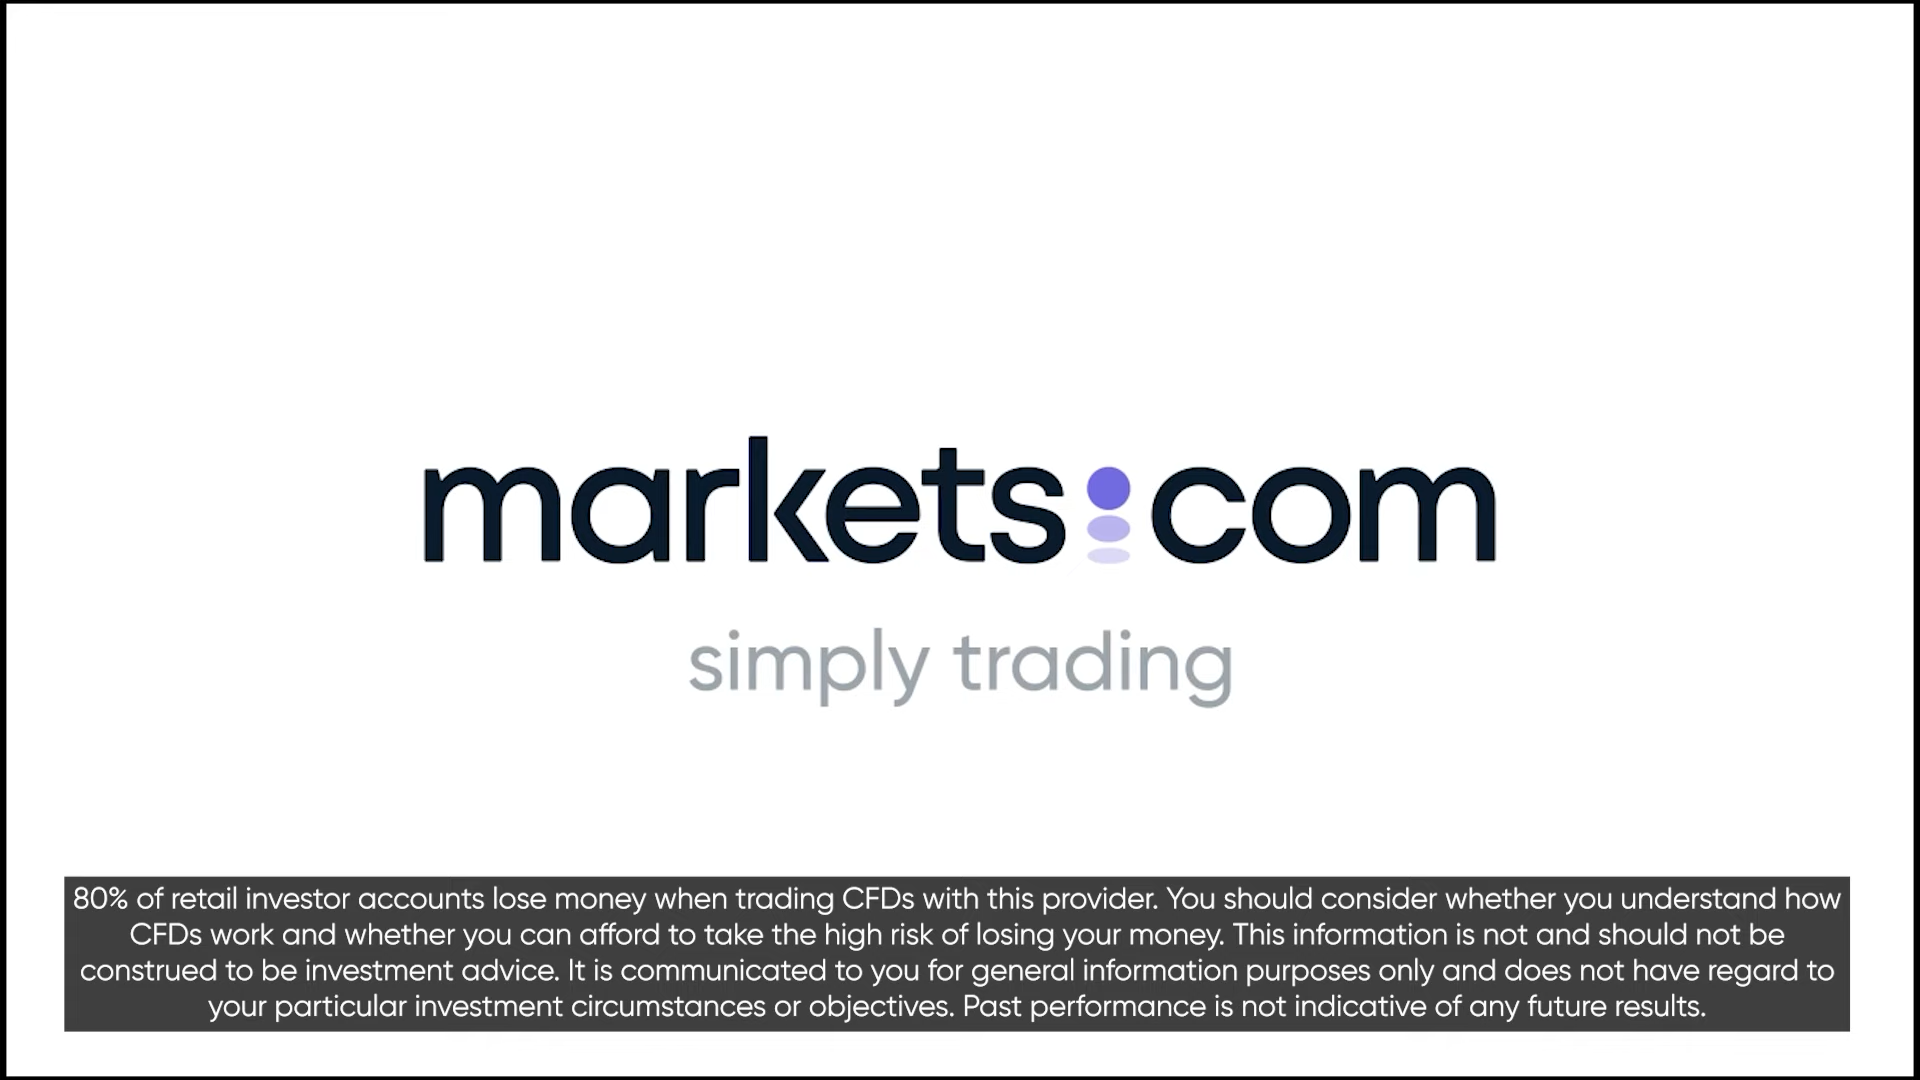 markets.com
simply trading
80% of retail investor accounts lose money when trading CFDs with this provider. You should consider whether you understand how
CFDs work and whether you can afford to take the high risk of losing your money. This information is not and should not be
construed to be investment advice. It is communicated to you for general information purposes only and does not have regard to
your particular investment circumstances or objectives. Past performance is not indicative of any future results.